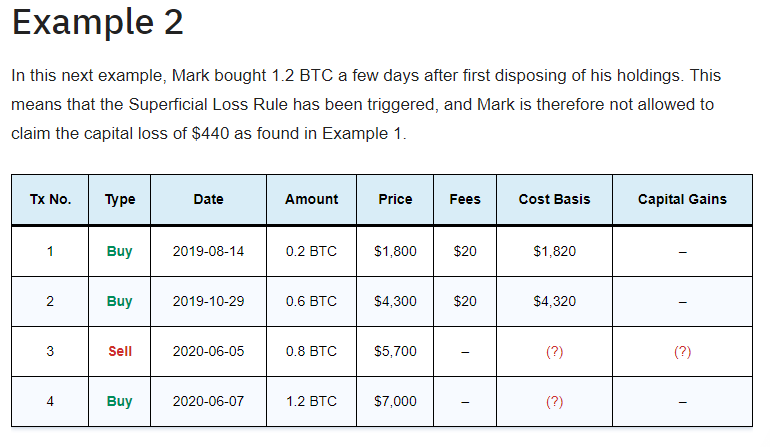 Example 2
In this next example, Mark bought 1.2 BTC a few days after first disposing of his holdings. This
means that the Superficial Loss Rule has been triggered, and Mark is therefore not allowed to
claim the capital loss of $440 as found in Example 1.
Tx No. Type Date Amount Price Fees Cost Basis Capital Gains
1 Buy 2019-08-14 0.2 BTC $1,800 $20 $1,820 –
2 Buy 2019-10-29 0.6 BTC $4,300 $20 $4,320 –
3 Sell 2020-06-05 0.8 BTC $5,700 – (?) (?)
4 Buy 2020-06-07 1.2 BTC $7,000 – (?) –